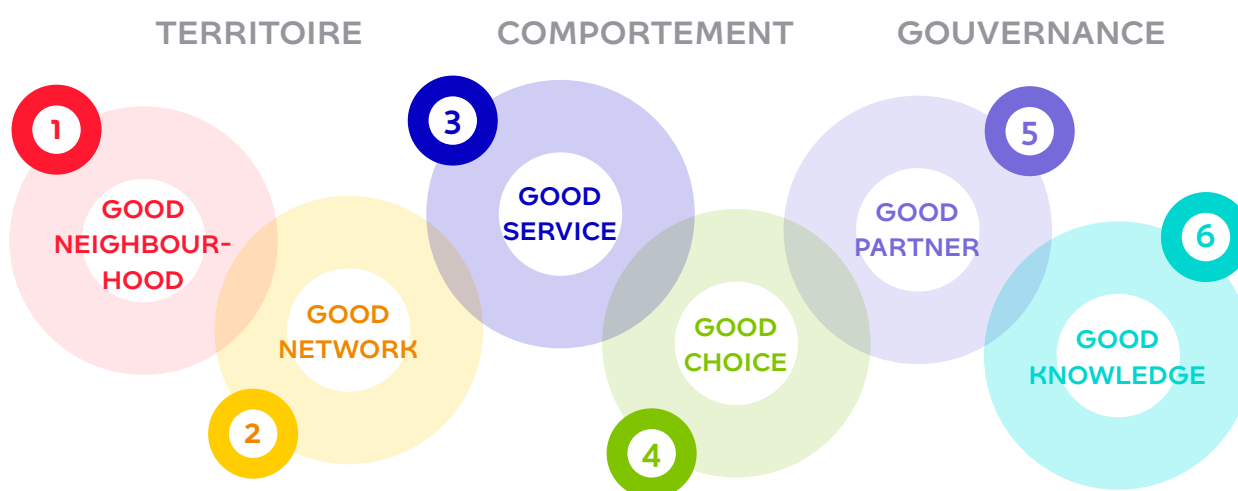 TERRITOIRE
COMPORTEMENT
GOUVERNANCE
1
GOOD
NEIGHBOUR-
HOOD
2
GOOD
NETWORK
3
GOOD
SERVICE
4
GOOD
CHOICE
5
GOOD
PARTNER
6
GOOD
KNOWLEDGE